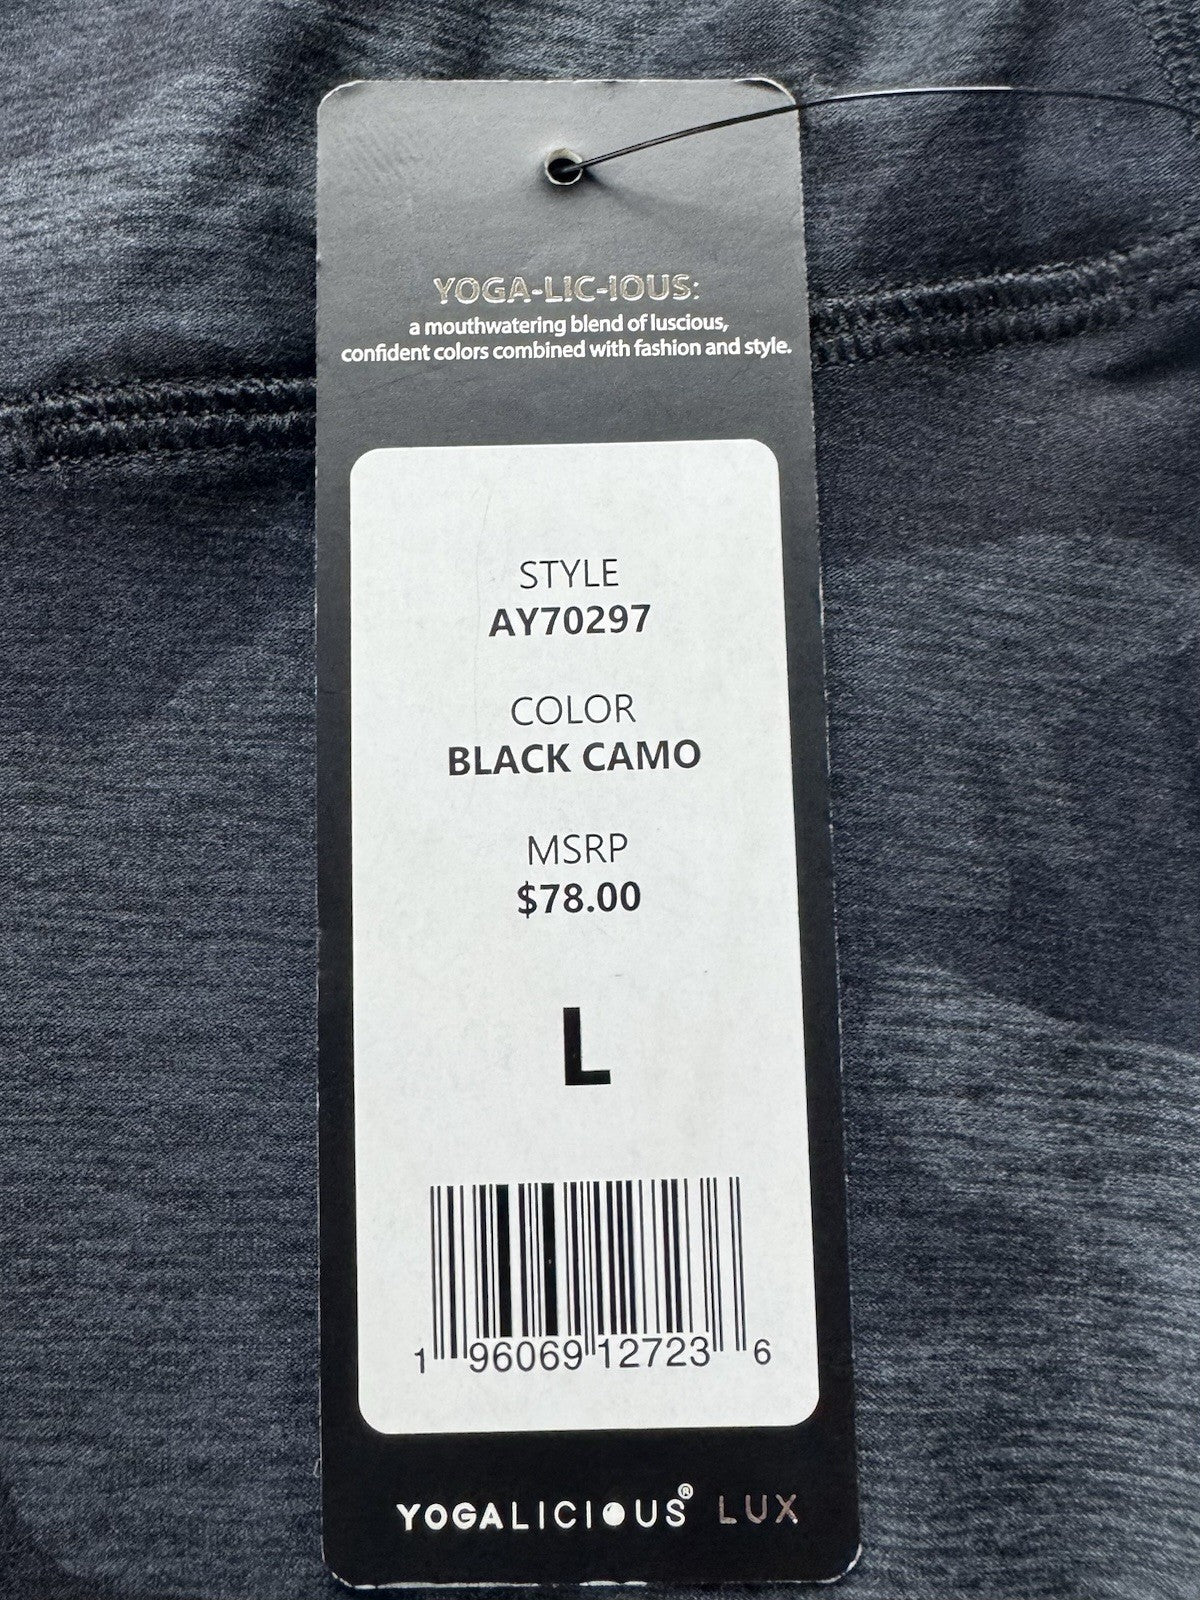 YOGA-LIC-IOUS:
a mouthwatering blend of luscious,
confident colors combined with fashion and style.
STYLE
AY70297
COLOR
BLACK CAMO
MSRP
$78.00
L
1 96069 12723 6
YOGALICIOUS® LUX